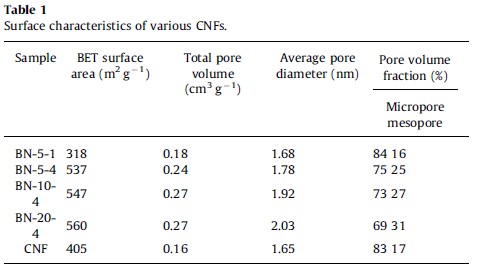 Table 1
Surface characteristics of various CNFs.
Sample BET surface area (m² g⁻¹) Total pore volume (cm³ g⁻¹) Average pore diameter (nm) Pore volume fraction (%)
Micropore mesopore
BN-5-1 318 0.18 1.68 84 16
BN-5-4 537 0.24 1.78 75 25
BN-10-4 547 0.27 1.92 73 27
BN-20-4 560 0.27 2.03 69 31
CNF 405 0.16 1.65 83 17